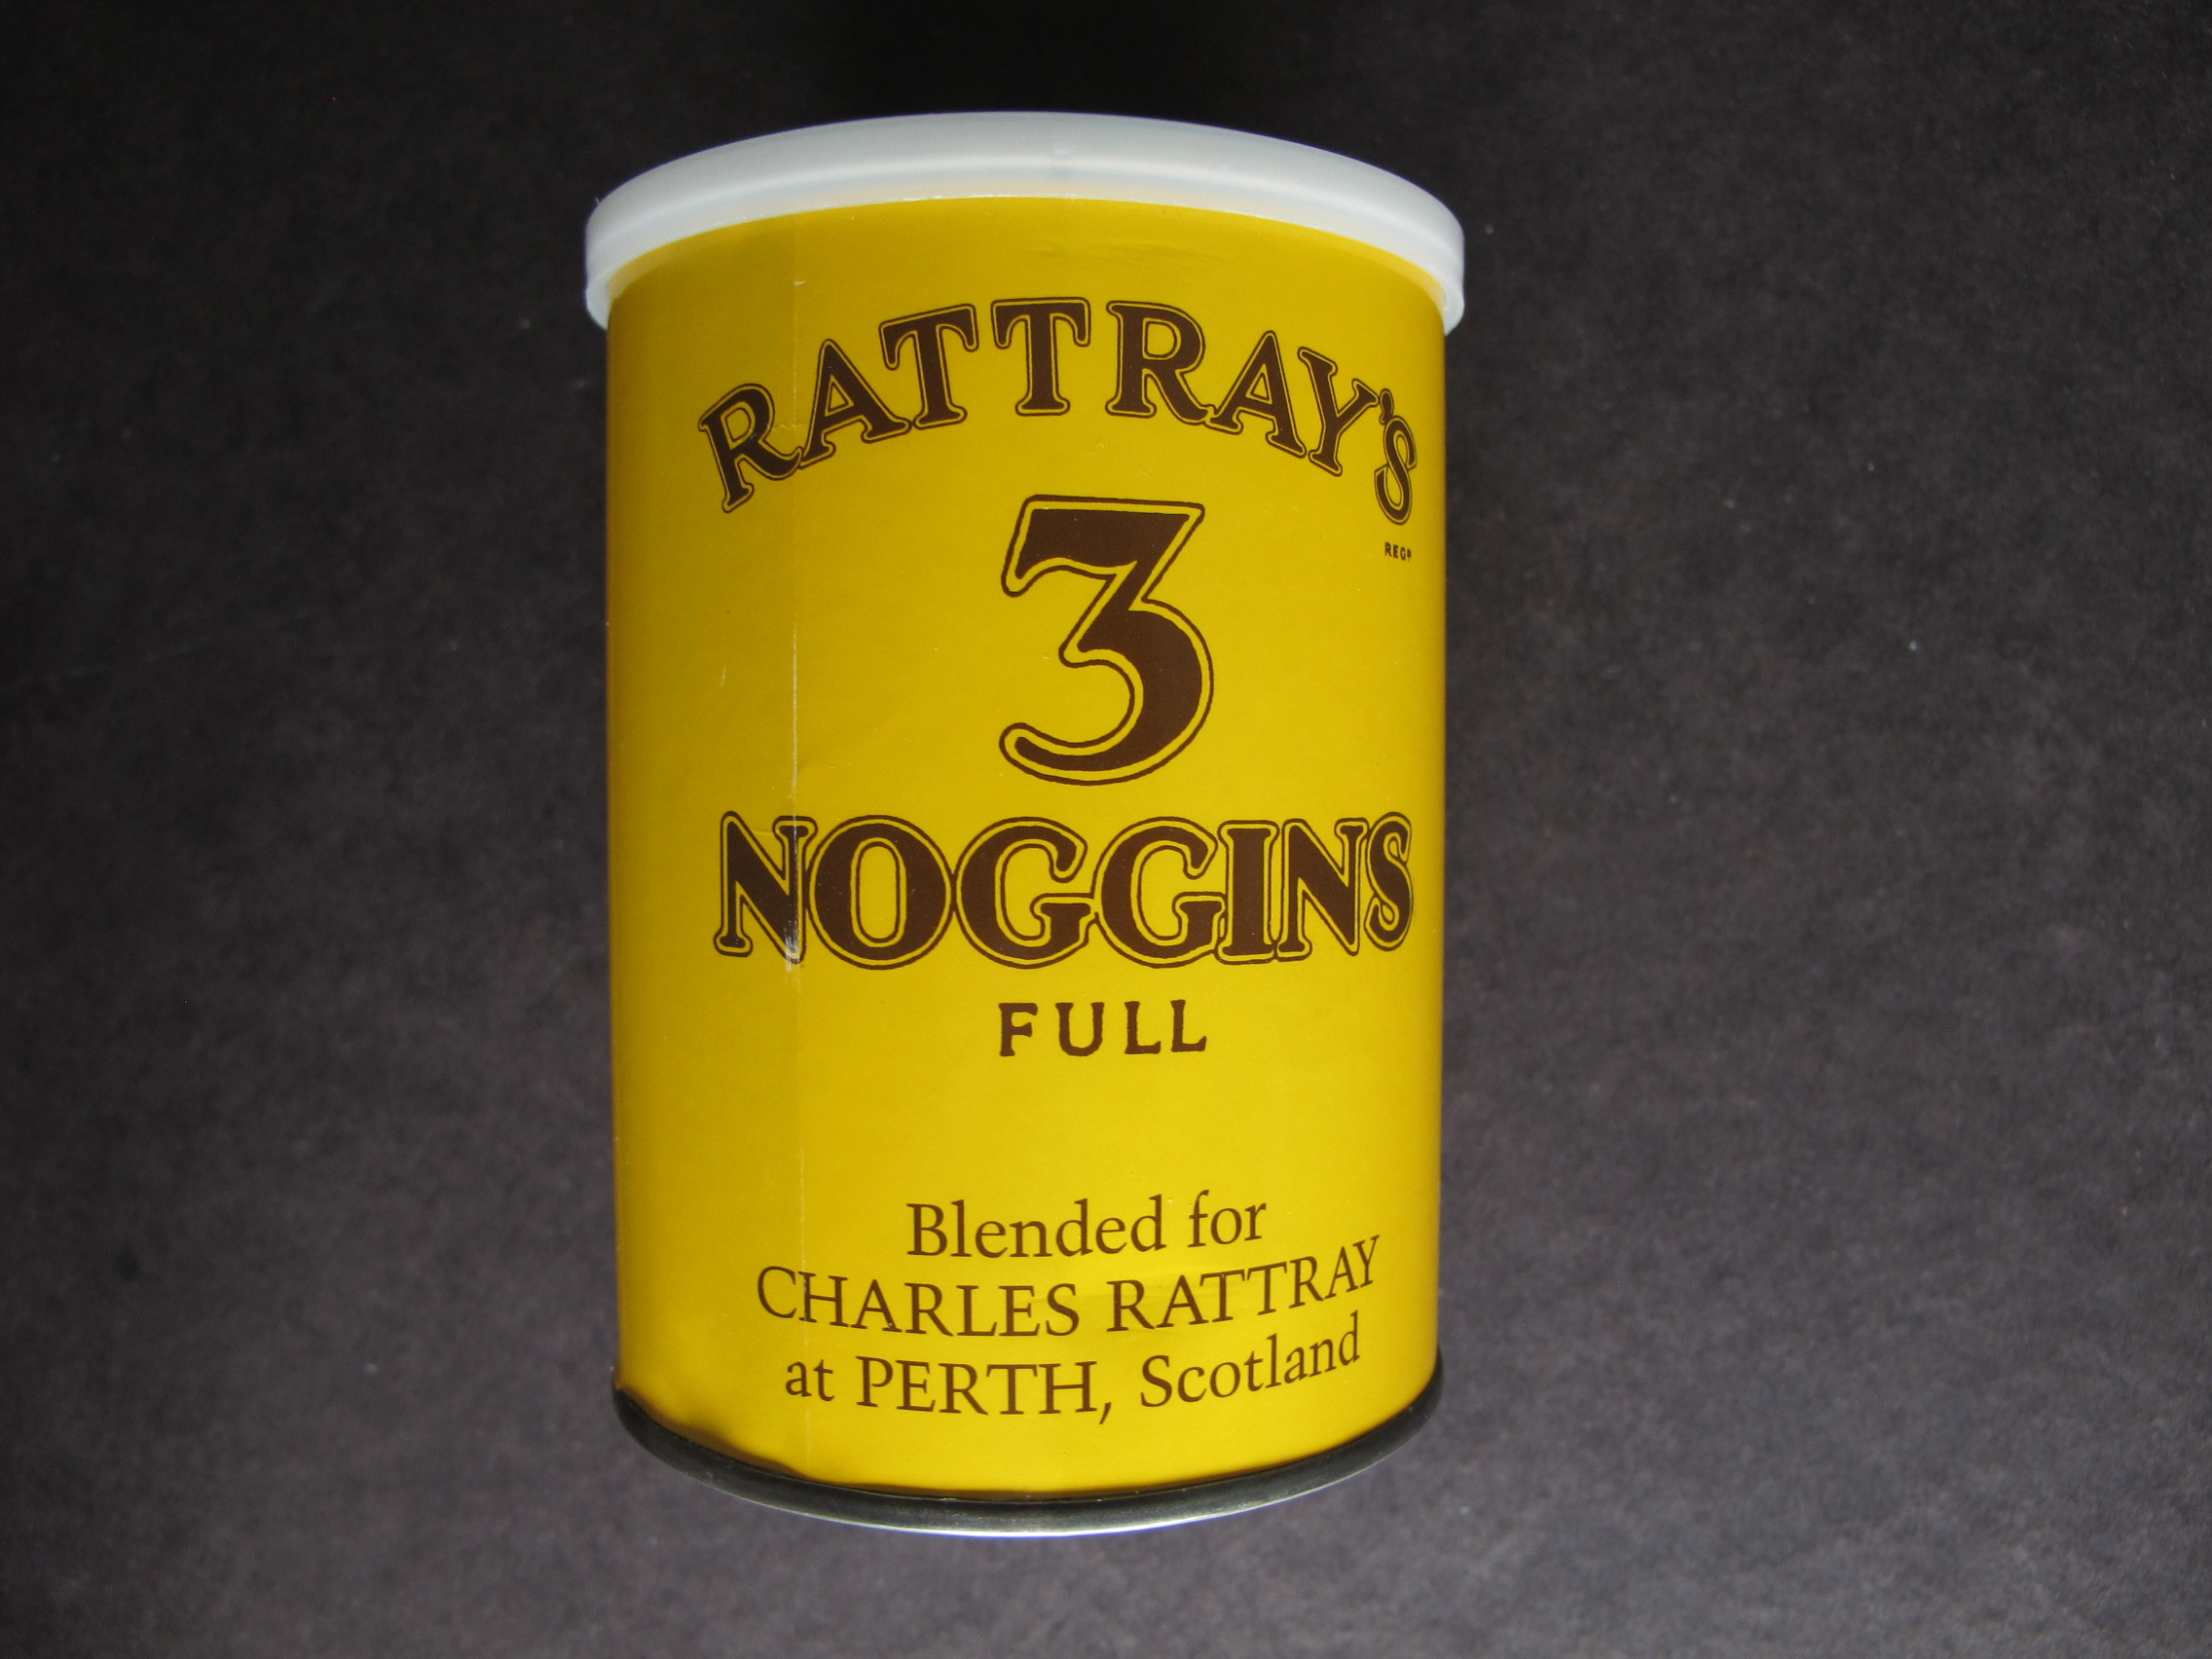 RATTRAY'S
REGD
3
NOGGINS
FULL
Blended for
CHARLES RATTRAY
at PERTH, Scotland